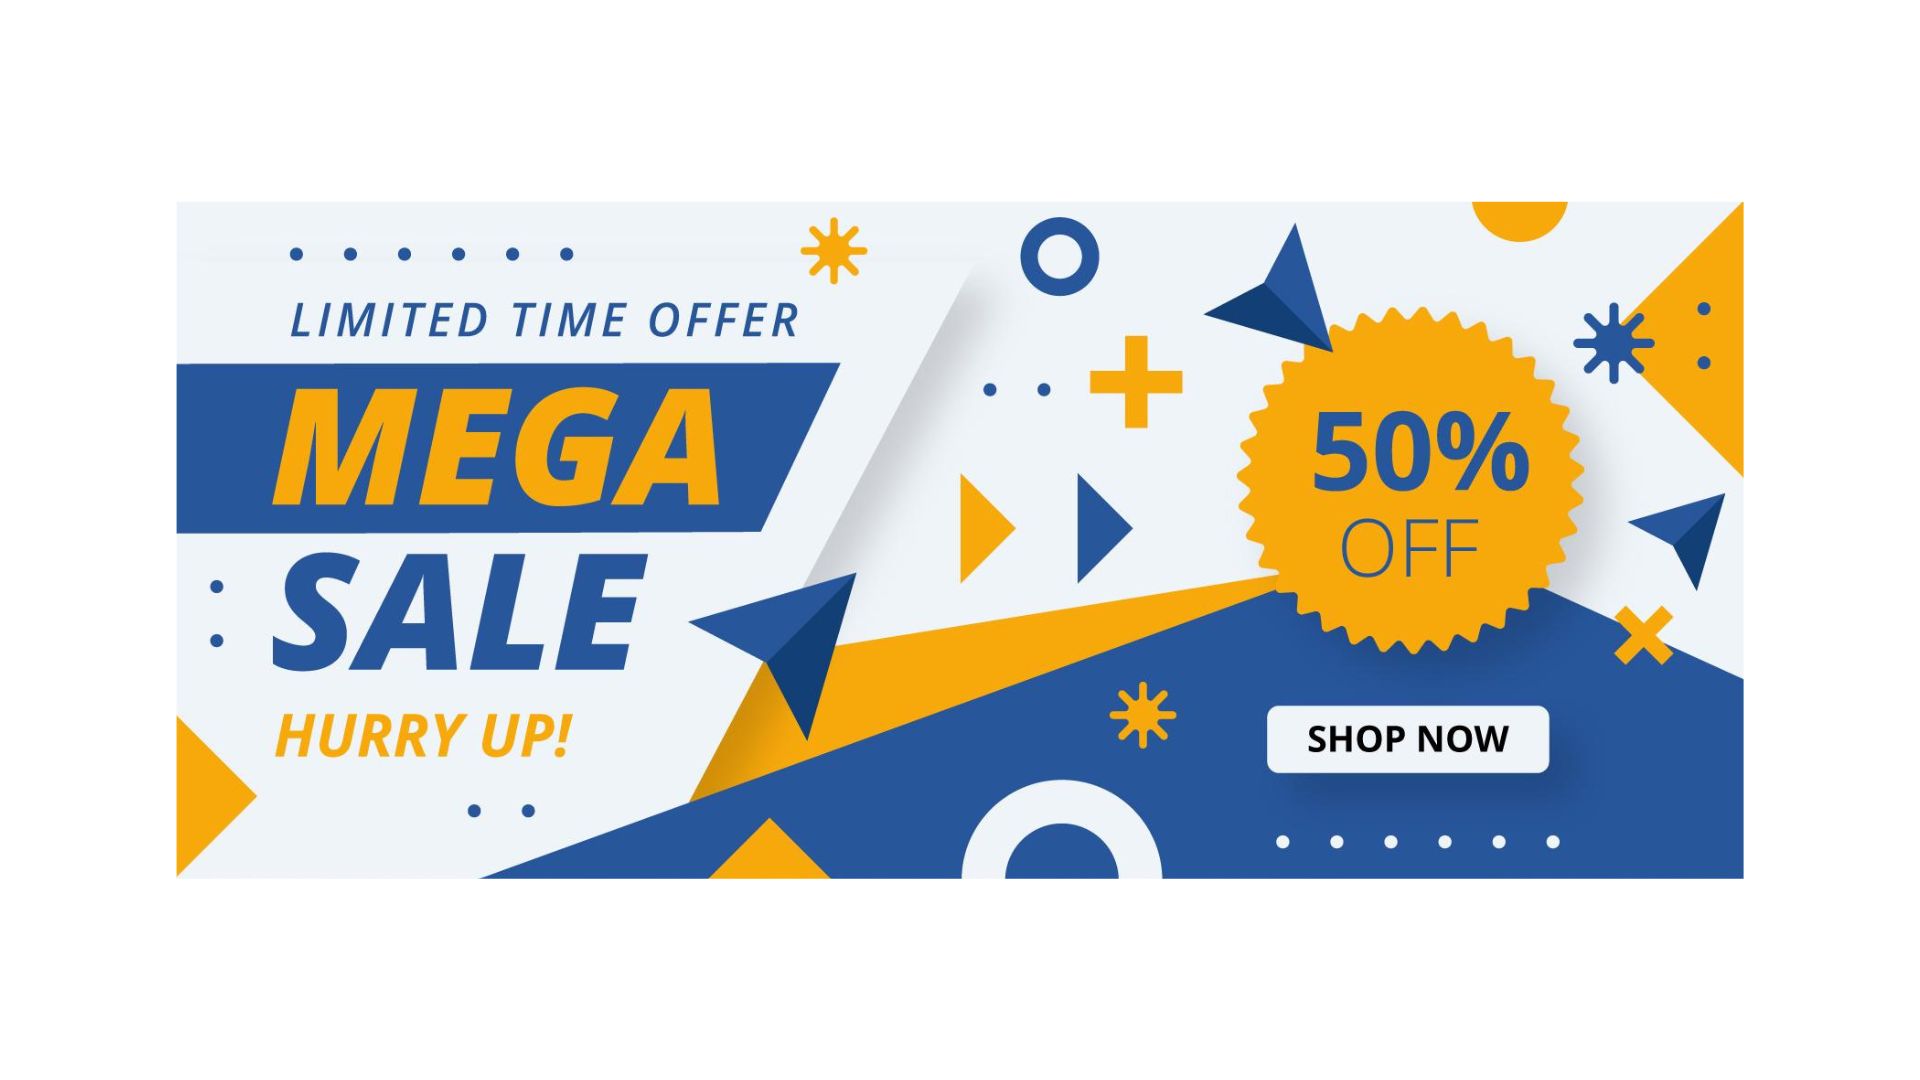 LIMITED TIME OFFER
MEGA
SALE
HURRY UP!
50%
OFF
SHOP NOW